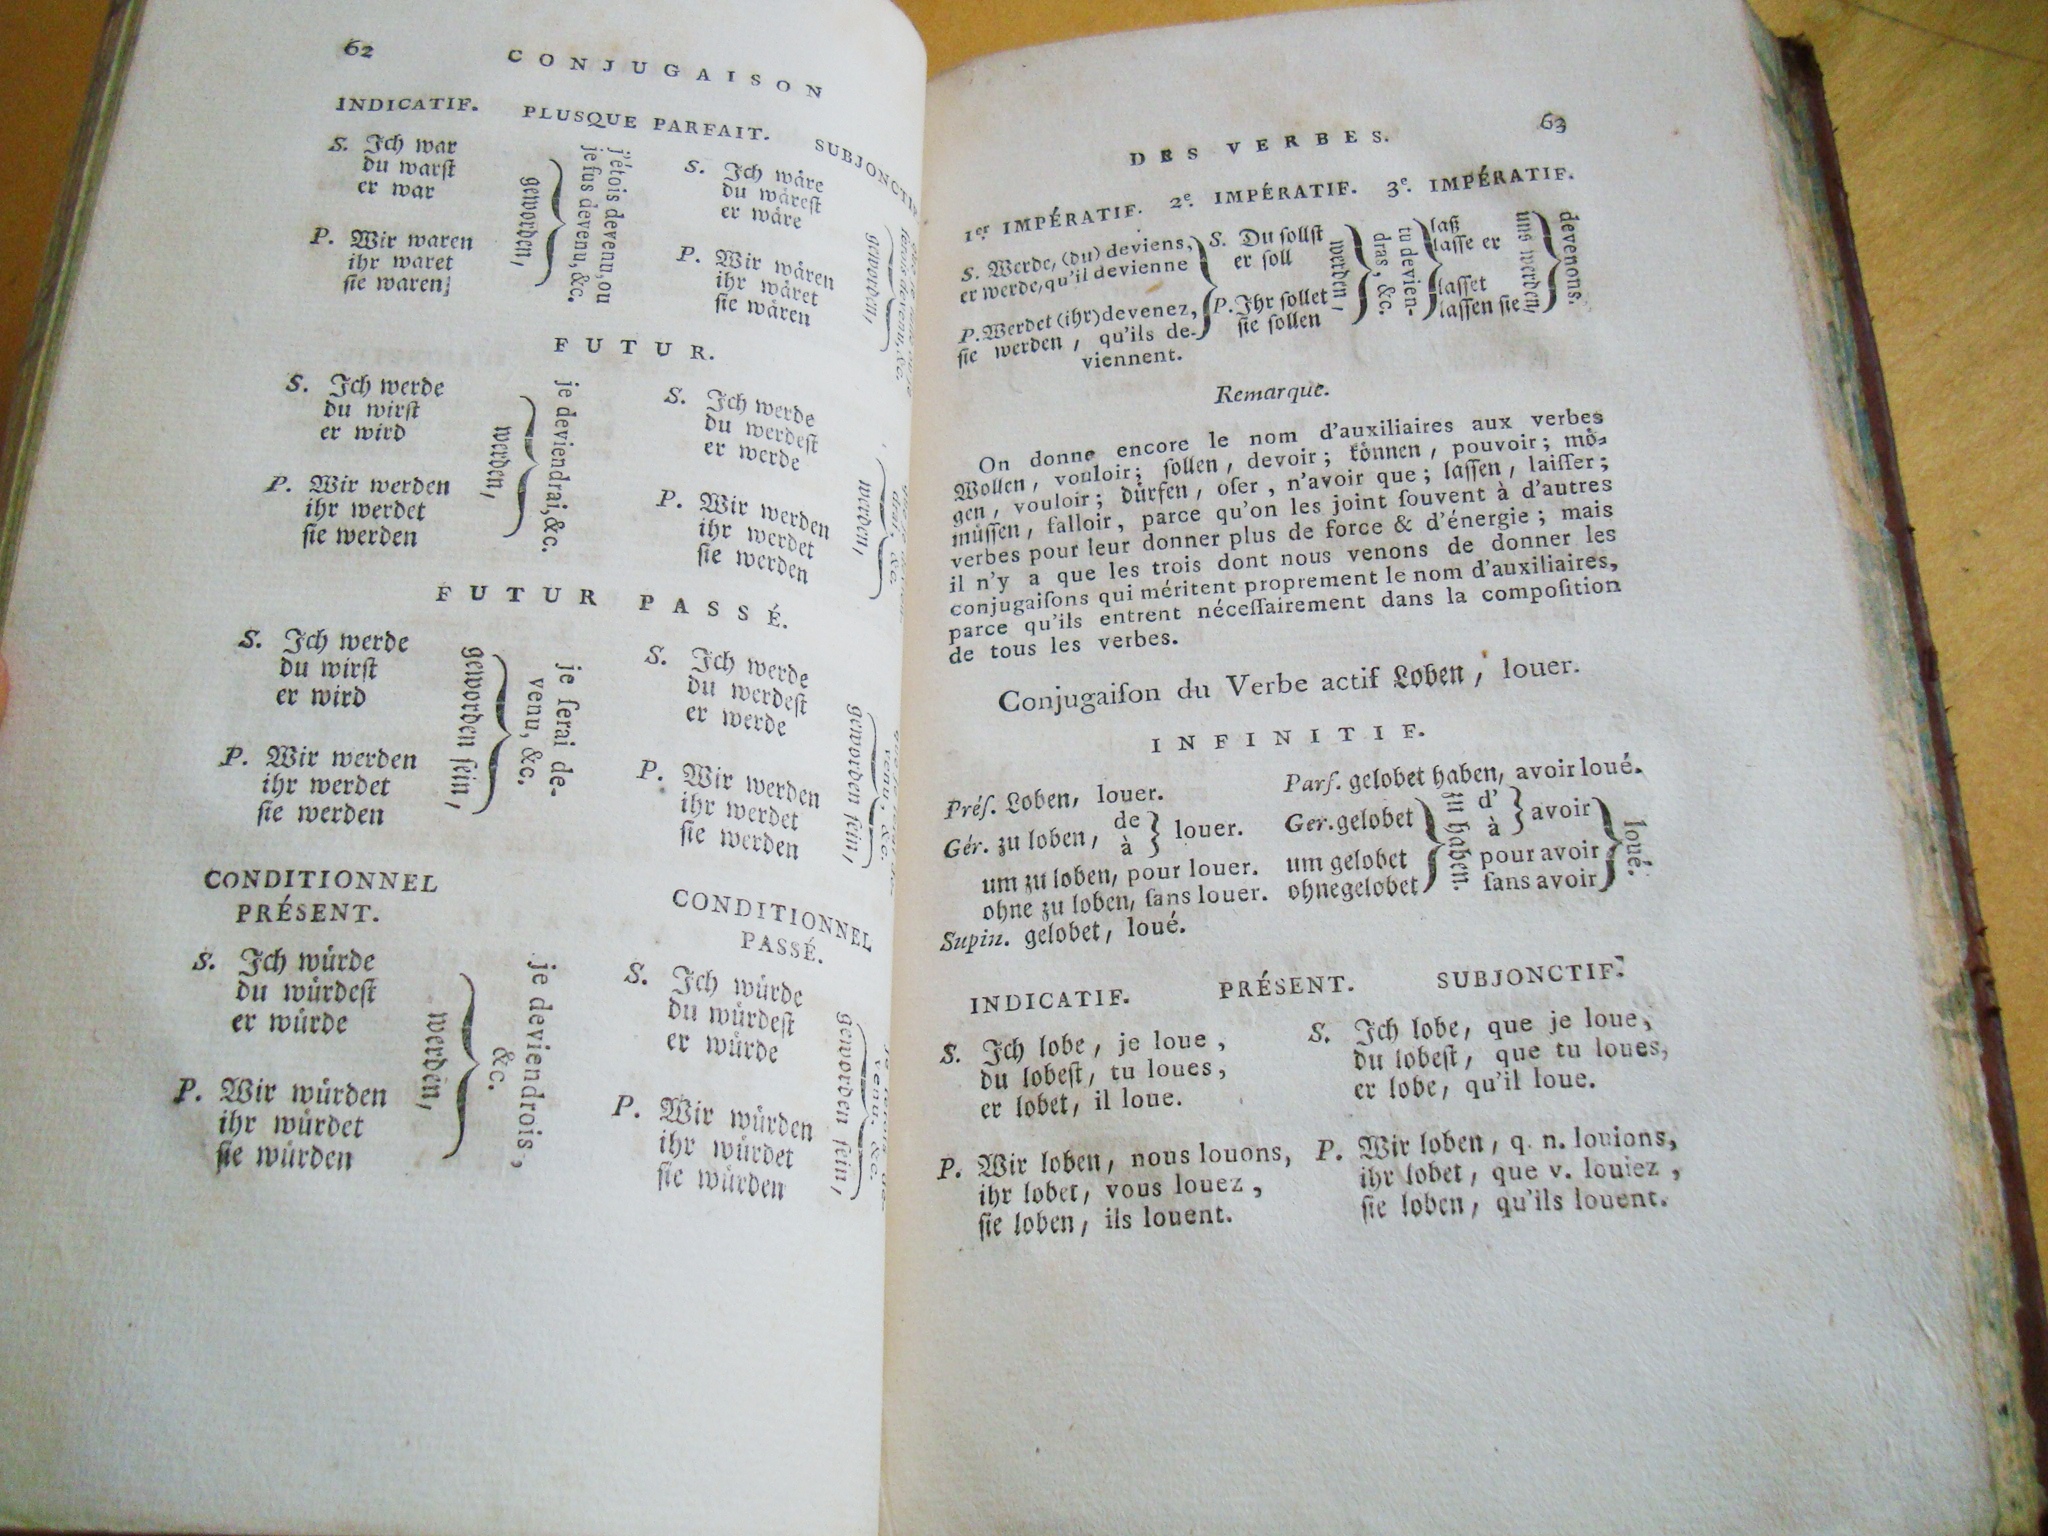 62 CONJUGAISON
INDICATIF. PLUSQUE PARFAIT. SUBJONCTIF
S. Ich war
du warſt
er war
P. Wir waren
ihr waret
ſie waren,
geworden,
j'étois devenu, ou
je fus devenu, &c.
S. Ich wäre
du wäreſt
er wäre
P. Wir wären
ihr wäret
ſie wären
geworden,
FUTUR.
S. Ich werde
du wirſt
er wird
P. Wir werden
ihr werdet
ſie werden
werden,
je deviendrai, &c.
S. Ich werde
du werdeſt
er werde
P. Wir werden
ihr werdet
ſie werden
werden,
FUTUR PASSÉ.
S. Ich werde
du wirſt
er wird
P. Wir werden
ihr werdet
ſie werden
geworden ſein,
je ſerai de-
venu, &c.
S. Ich werde
du werdeſt
er werde
P. Wir werden
ihr werdet
ſie werden
geworden ſein,
CONDITIONNEL
PRÉSENT.
S. Ich würde
du würdeſt
er würde
P. Wir würden
ihr würdet
ſie würden
werden,
je deviendrois,
&c.
CONDITIONNEL
PASSÉ.
S. Ich würde
du würdeſt
er würde
P. Wir würden
ihr würdet
ſie würden
geworden ſein,
DES VERBES. 63
1er IMPÉRATIF. 2e. IMPÉRATIF. 3e. IMPÉRATIF.
S. Werde, (du) deviens,
er werde, qu'il devienne
P. Werdet (ihr) devenez,
ſie werden, qu'ils de-
viennent.
S. Du ſollſt
er ſoll
P. Ihr ſollet
ſie ſollen
werden,
tu devien-
dras, &c.
laß
laſſe er
laſſet
laſſen ſie
uns werden,
devenons.
Remarque.
On donne encore le nom d'auxiliaires aux verbes
Wollen, vouloir; ſollen, devoir; können, pouvoir; mö-
gen, vouloir; dürfen, oſer, n'avoir que; laſſen, laiſſer;
müſſen, falloir, parce qu'on les joint ſouvent à d'autres
verbes pour leur donner plus de force & d'énergie; mais
il n'y a que les trois dont nous venons de donner les
conjugaiſons qui méritent proprement le nom d'auxiliaires,
parce qu'ils entrent néceſſairement dans la compoſition
de tous les verbes.
Conjugaiſon du Verbe actif Loben, louer.
INFINITIF.
Préſ. Loben, louer.
Gér. zu loben, de à louer.
um zu loben, pour louer.
ohne zu loben, ſans louer.
Supin. gelobet, loué.
Parf. gelobet haben, avoir loué.
Ger. gelobet
um gelobet
ohne gelobet
zu haben.
d' à avoir
pour avoir
ſans avoir
loué.
INDICATIF. PRÉSENT. SUBJONCTIF.
S. Ich lobe, je loue,
du lobeſt, tu loues,
er lobet, il loue.
P. Wir loben, nous louons,
ihr lobet, vous louez,
ſie loben, ils louent.
S. Ich lobe, que je loue,
du lobeſt, que tu loues,
er lobe, qu'il loue.
P. Wir loben, q. n. louions,
ihr lobet, que v. louiez,
ſie loben, qu'ils louent.